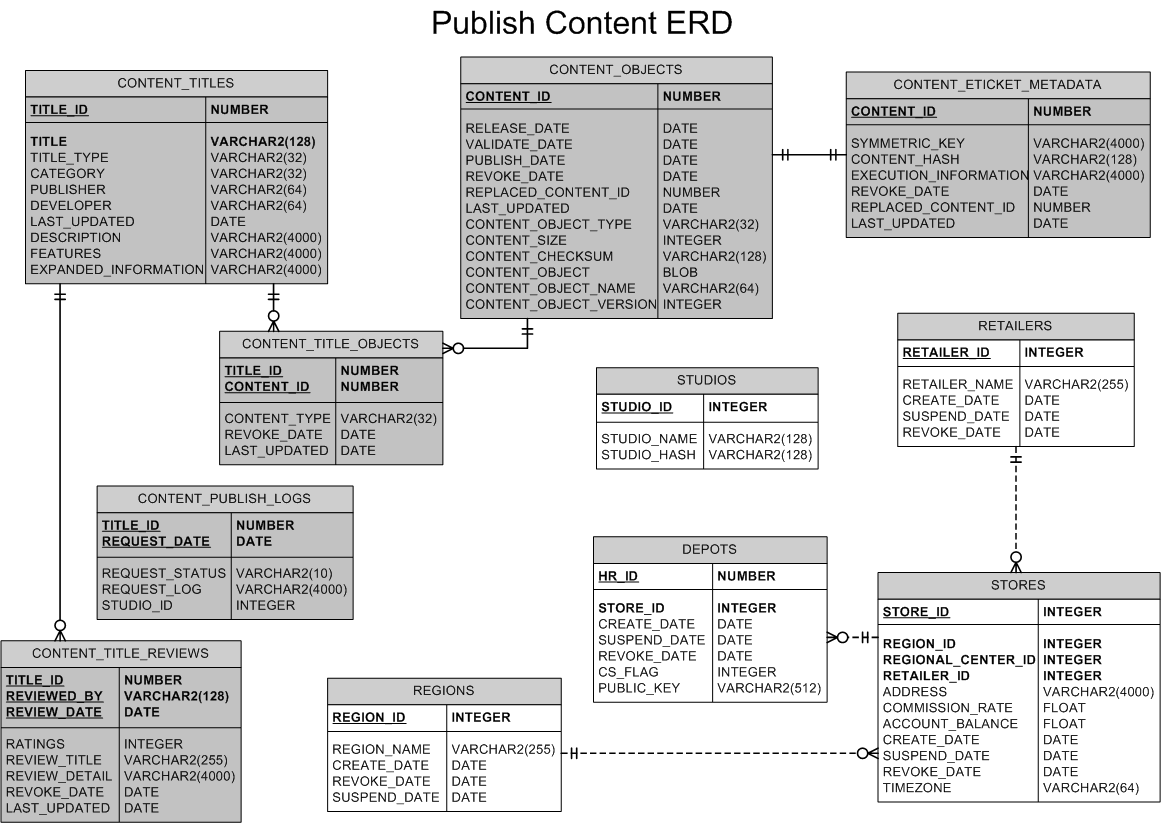 Publish Content ERD
CONTENT_TITLES
TITLE_ID NUMBER
TITLE VARCHAR2(128)
TITLE_TYPE VARCHAR2(32)
CATEGORY VARCHAR2(32)
PUBLISHER VARCHAR2(64)
DEVELOPER VARCHAR2(64)
LAST_UPDATED DATE
DESCRIPTION VARCHAR2(4000)
FEATURES VARCHAR2(4000)
EXPANDED_INFORMATION VARCHAR2(4000)
CONTENT_OBJECTS
CONTENT_ID NUMBER
RELEASE_DATE DATE
VALIDATE_DATE DATE
PUBLISH_DATE DATE
REVOKE_DATE DATE
REPLACED_CONTENT_ID NUMBER
LAST_UPDATED DATE
CONTENT_OBJECT_TYPE VARCHAR2(32)
CONTENT_SIZE INTEGER
CONTENT_CHECKSUM VARCHAR2(128)
CONTENT_OBJECT BLOB
CONTENT_OBJECT_NAME VARCHAR2(64)
CONTENT_OBJECT_VERSION INTEGER
CONTENT_ETICKET_METADATA
CONTENT_ID NUMBER
SYMMETRIC_KEY VARCHAR2(4000)
CONTENT_HASH VARCHAR2(128)
EXECUTION_INFORMATION VARCHAR2(4000)
REVOKE_DATE DATE
REPLACED_CONTENT_ID NUMBER
LAST_UPDATED DATE
CONTENT_TITLE_OBJECTS
TITLE_ID NUMBER
CONTENT_ID NUMBER
CONTENT_TYPE VARCHAR2(32)
REVOKE_DATE DATE
LAST_UPDATED DATE
STUDIOS
STUDIO_ID INTEGER
STUDIO_NAME VARCHAR2(128)
STUDIO_HASH VARCHAR2(128)
RETAILERS
RETAILER_ID INTEGER
RETAILER_NAME VARCHAR2(255)
CREATE_DATE DATE
SUSPEND_DATE DATE
REVOKE_DATE DATE
CONTENT_PUBLISH_LOGS
TITLE_ID NUMBER
REQUEST_DATE DATE
REQUEST_STATUS VARCHAR2(10)
REQUEST_LOG VARCHAR2(4000)
STUDIO_ID INTEGER
DEPOTS
HR_ID NUMBER
STORE_ID INTEGER
CREATE_DATE DATE
SUSPEND_DATE DATE
REVOKE_DATE DATE
CS_FLAG INTEGER
PUBLIC_KEY VARCHAR2(512)
STORES
STORE_ID INTEGER
REGION_ID INTEGER
REGIONAL_CENTER_ID INTEGER
RETAILER_ID INTEGER
ADDRESS VARCHAR2(4000)
COMMISSION_RATE FLOAT
ACCOUNT_BALANCE FLOAT
CREATE_DATE DATE
SUSPEND_DATE DATE
REVOKE_DATE DATE
TIMEZONE VARCHAR2(64)
CONTENT_TITLE_REVIEWS
TITLE_ID NUMBER
REVIEWED_BY VARCHAR2(128)
REVIEW_DATE DATE
RATINGS INTEGER
REVIEW_TITLE VARCHAR2(255)
REVIEW_DETAIL VARCHAR2(4000)
REVOKE_DATE DATE
LAST_UPDATED DATE
REGIONS
REGION_ID INTEGER
REGION_NAME VARCHAR2(255)
CREATE_DATE DATE
REVOKE_DATE DATE
SUSPEND_DATE DATE